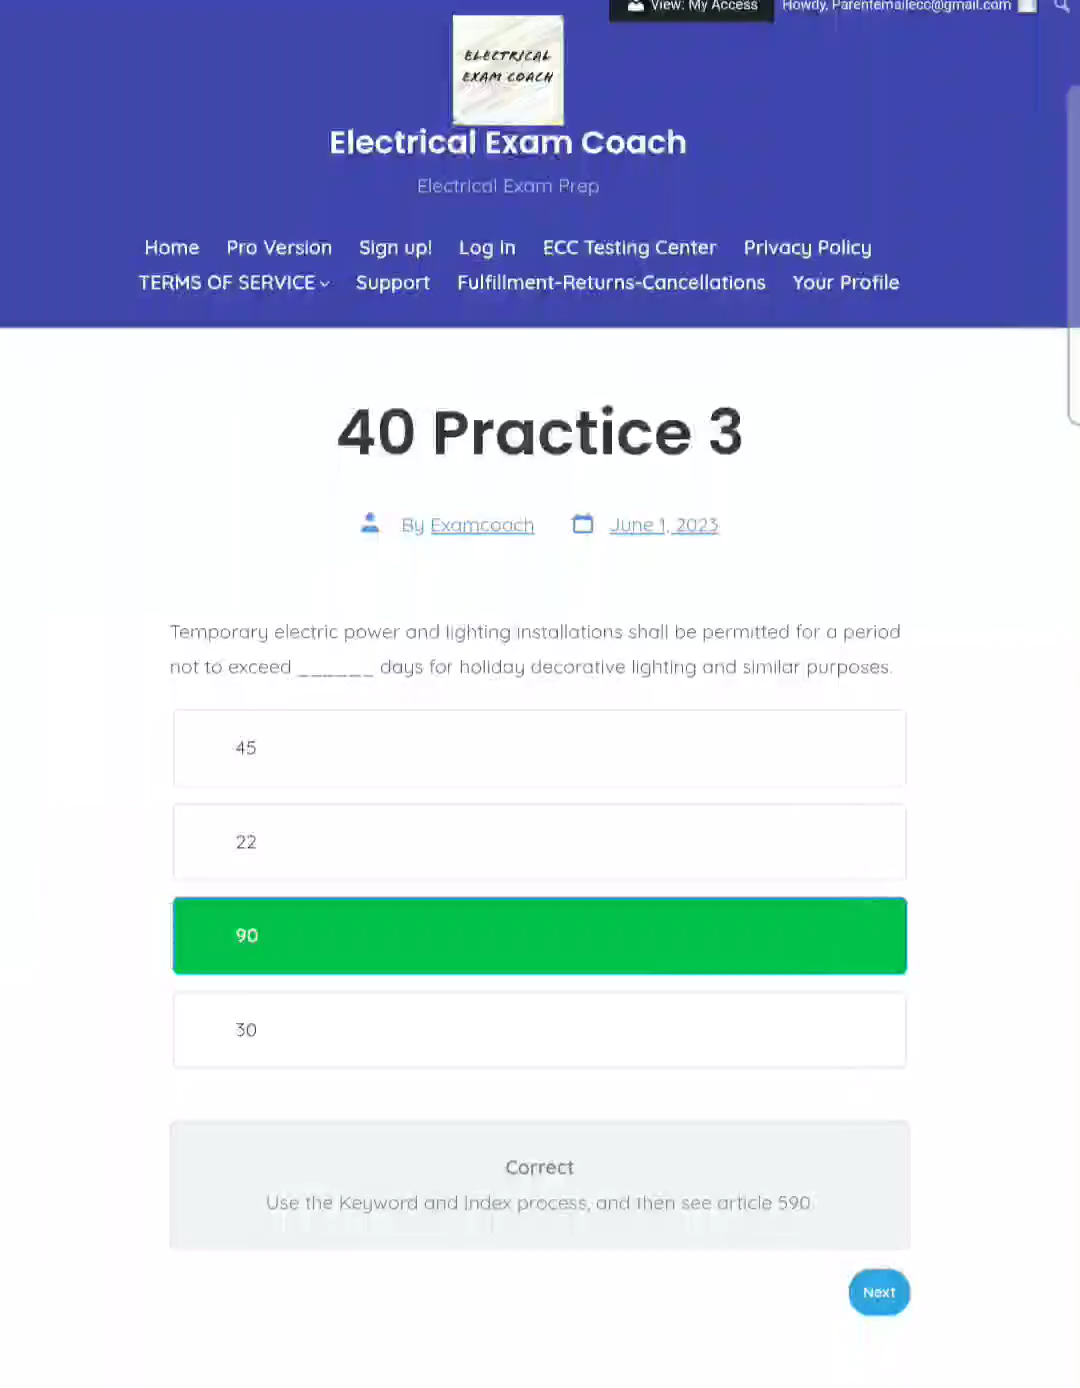 View: My Access
Howdy, Parentemailecc@gmail.com
ELECTRICAL
EXAM COACH
Electrical Exam Coach
Electrical Exam Prep
Home Pro Version Sign up! Log In ECC Testing Center Privacy Policy
TERMS OF SERVICE Support Fulfillment-Returns-Cancellations Your Profile
40 Practice 3
By Examcoach June 1, 2023
Temporary electric power and lighting installations shall be permitted for a period
not to exceed ______ days for holiday decorative lighting and similar purposes.
45
22
90
30
Correct
Use the Keyword and Index process, and then see article 590
Next